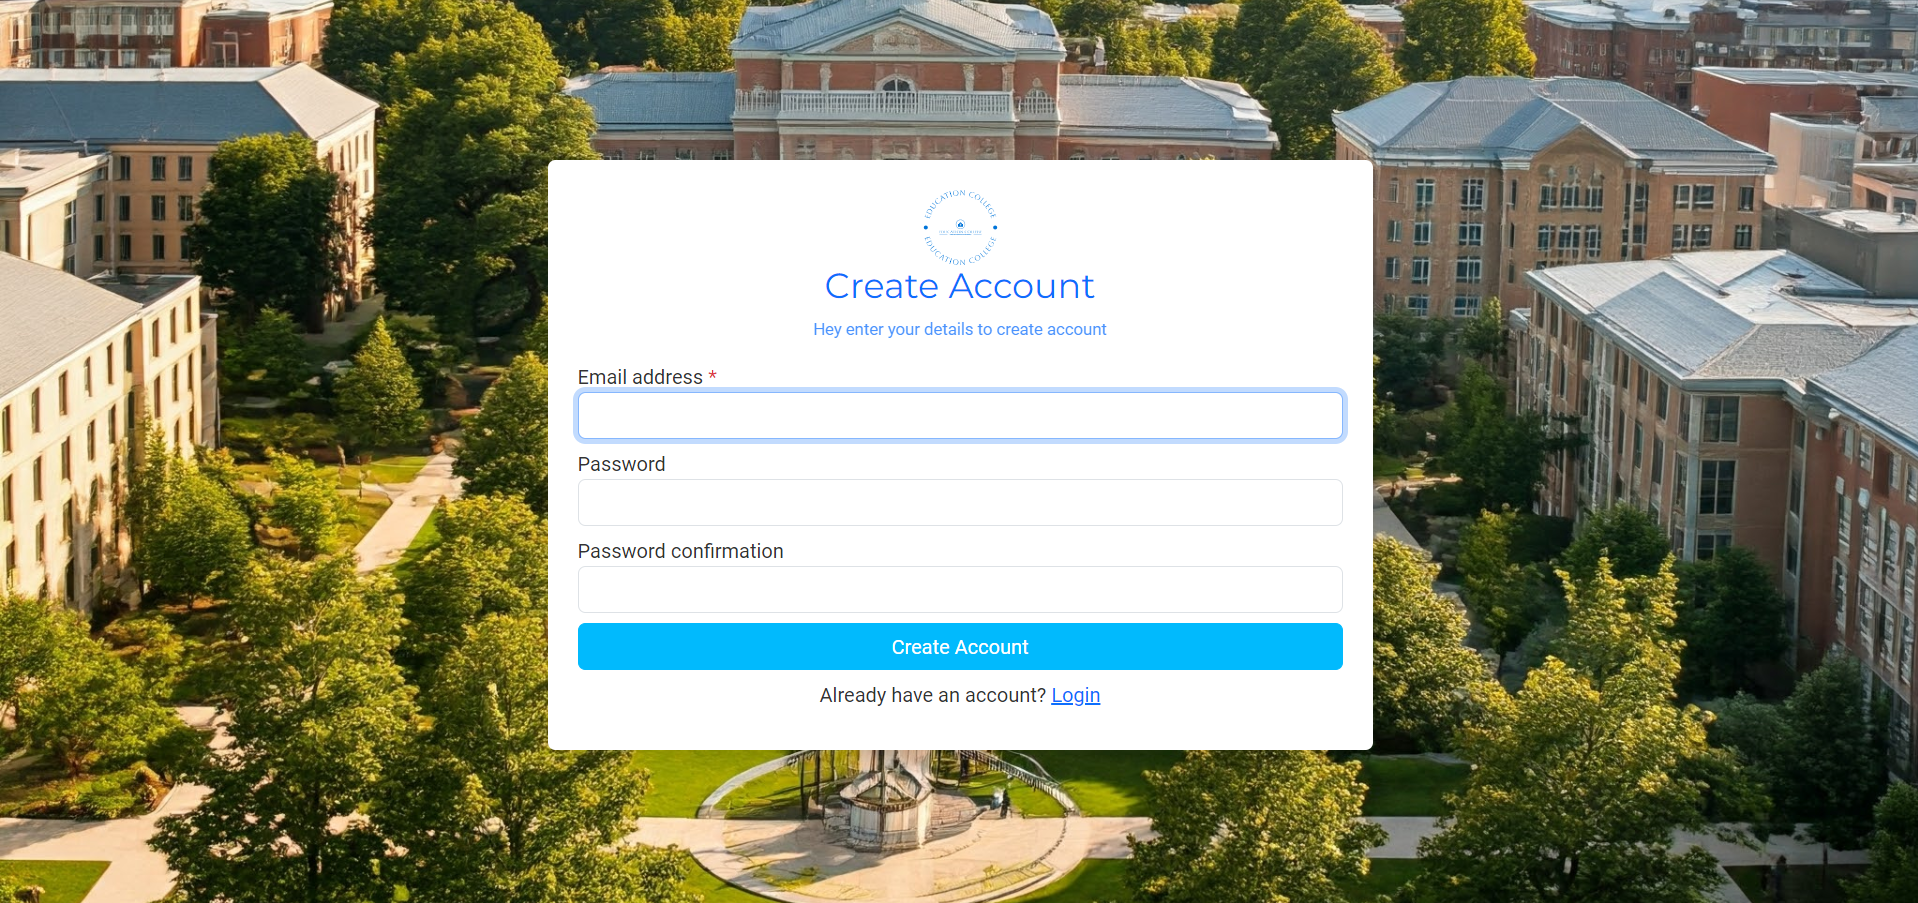 EDUCATION COLLEGE
EDUCATION COLLEGE
Create Account
Hey enter your details to create account
Email address *
Password
Password confirmation
Create Account
Already have an account? Login